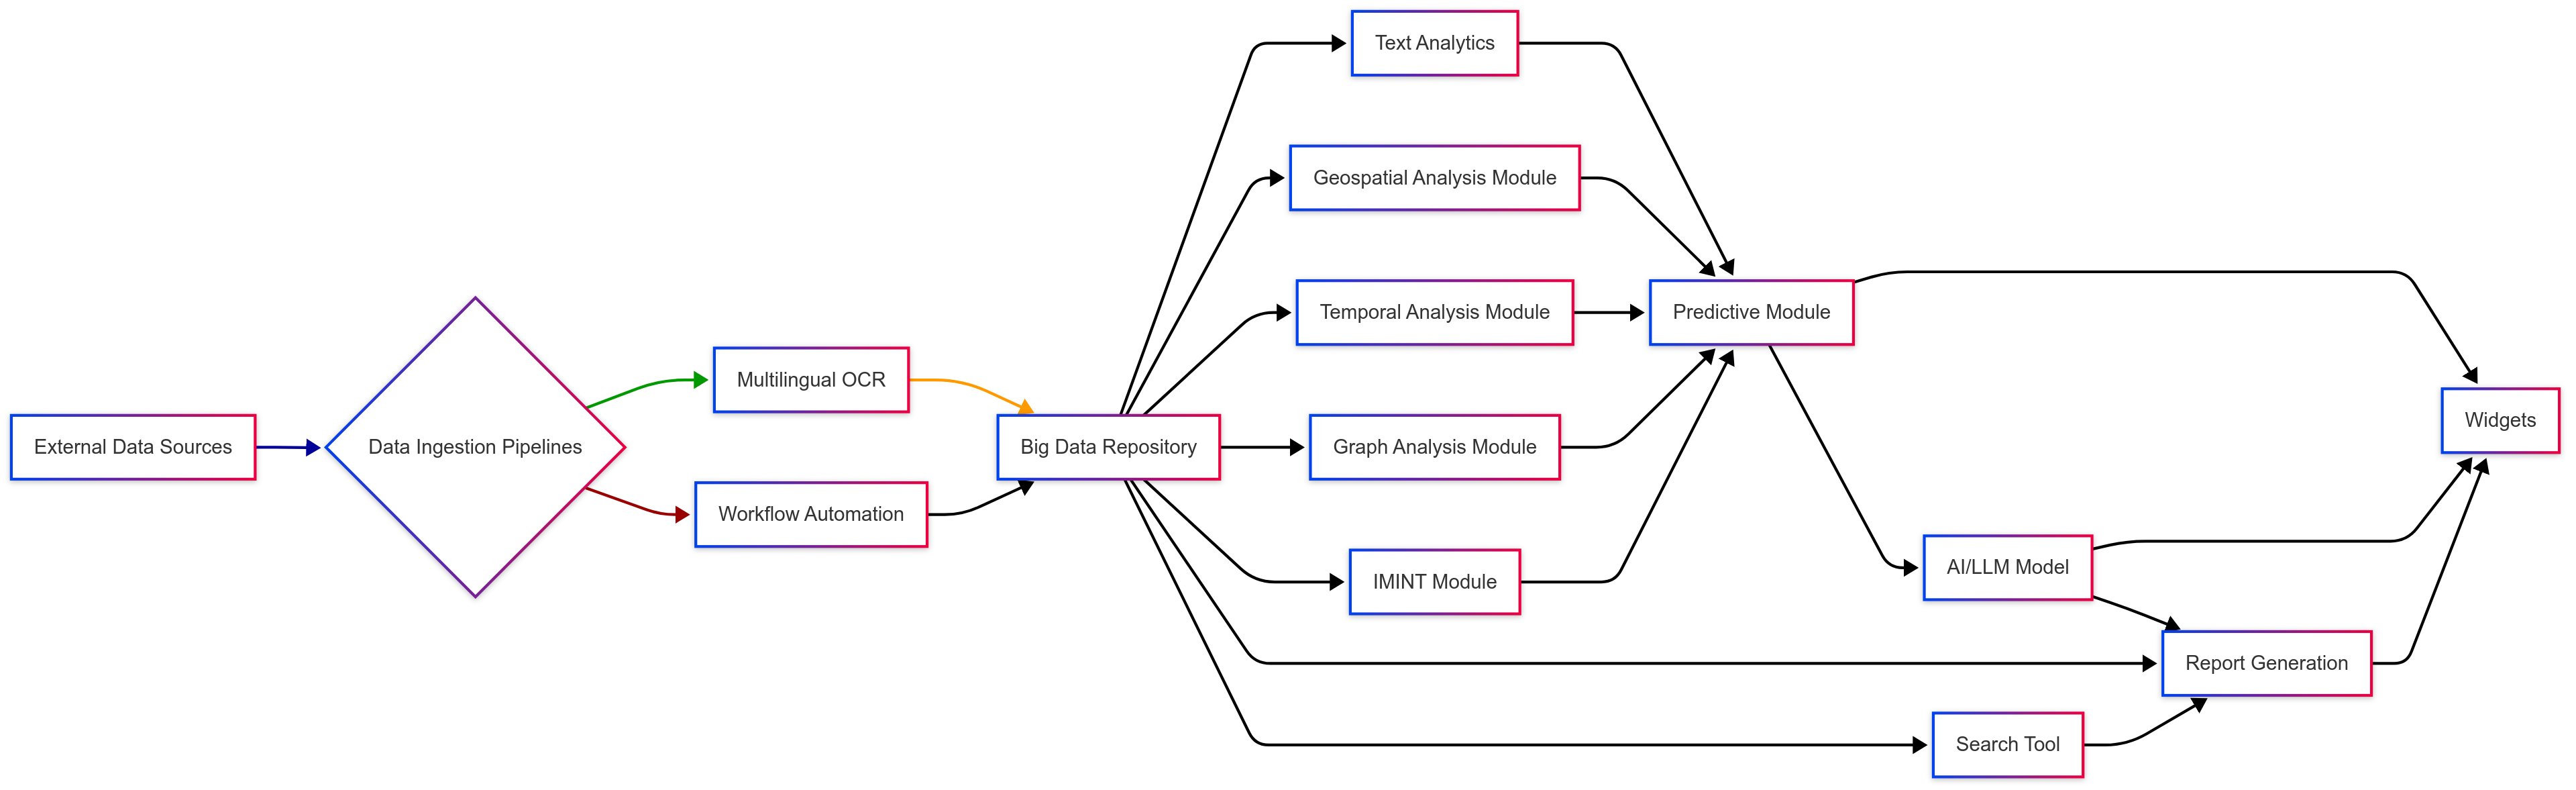 External Data Sources
Data Ingestion Pipelines
Multilingual OCR
Workflow Automation
Big Data Repository
Text Analytics
Geospatial Analysis Module
Temporal Analysis Module
Graph Analysis Module
IMINT Module
Predictive Module
AI/LLM Model
Search Tool
Report Generation
Widgets